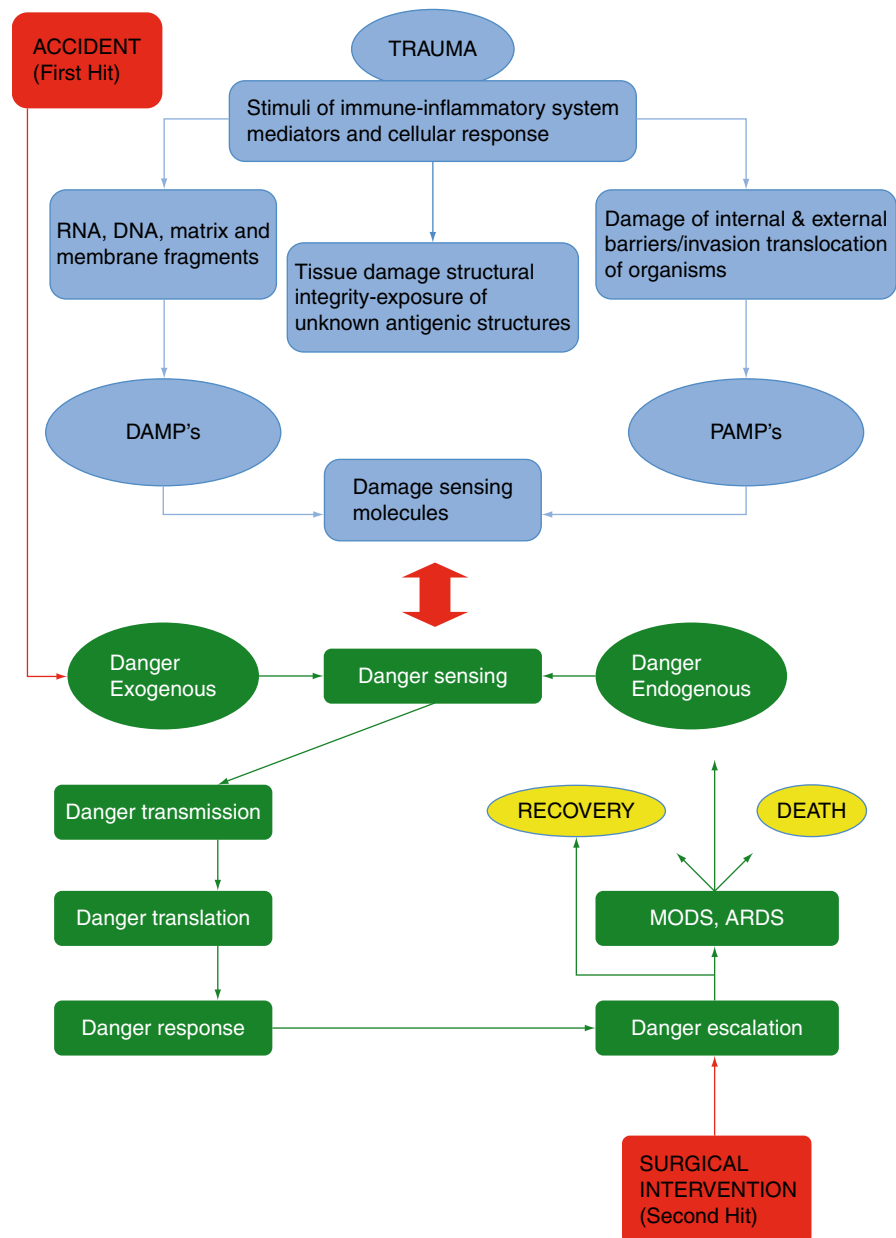 ACCIDENT
(First Hit)
TRAUMA
Stimuli of immune-inflammatory system
mediators and cellular response
RNA, DNA, matrix and
membrane fragments
Tissue damage structural
integrity-exposure of
unknown antigenic structures
Damage of internal & external
barriers/invasion translocation
of organisms
DAMP's
PAMP's
Damage sensing
molecules
Danger
Exogenous
Danger sensing
Danger
Endogenous
Danger transmission
RECOVERY
DEATH
Danger translation
MODS, ARDS
Danger response
Danger escalation
SURGICAL
INTERVENTION
(Second Hit)